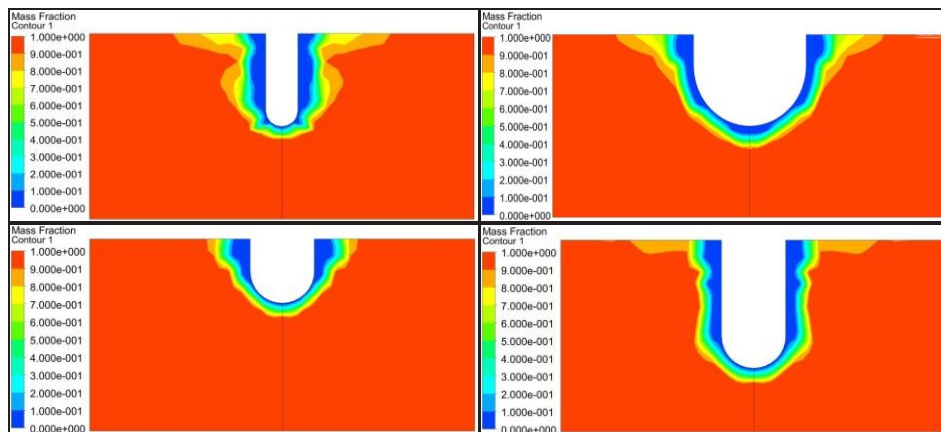 Mass Fraction
Contour 1
1.000e+000
9.000e-001
8.000e-001
7.000e-001
6.000e-001
5.000e-001
4.000e-001
3.000e-001
2.000e-001
1.000e-001
0.000e+000
Mass Fraction
Contour 1
1.000e+000
9.000e-001
8.000e-001
7.000e-001
6.000e-001
5.000e-001
4.000e-001
3.000e-001
2.000e-001
1.000e-001
0.000e+000
Mass Fraction
Contour 1
1.000e+000
9.000e-001
8.000e-001
7.000e-001
6.000e-001
5.000e-001
4.000e-001
3.000e-001
2.000e-001
1.000e-001
0.000e+000
Mass Fraction
Contour 1
1.000e+000
9.000e-001
8.000e-001
7.000e-001
6.000e-001
5.000e-001
4.000e-001
3.000e-001
2.000e-001
1.000e-001
0.000e+000